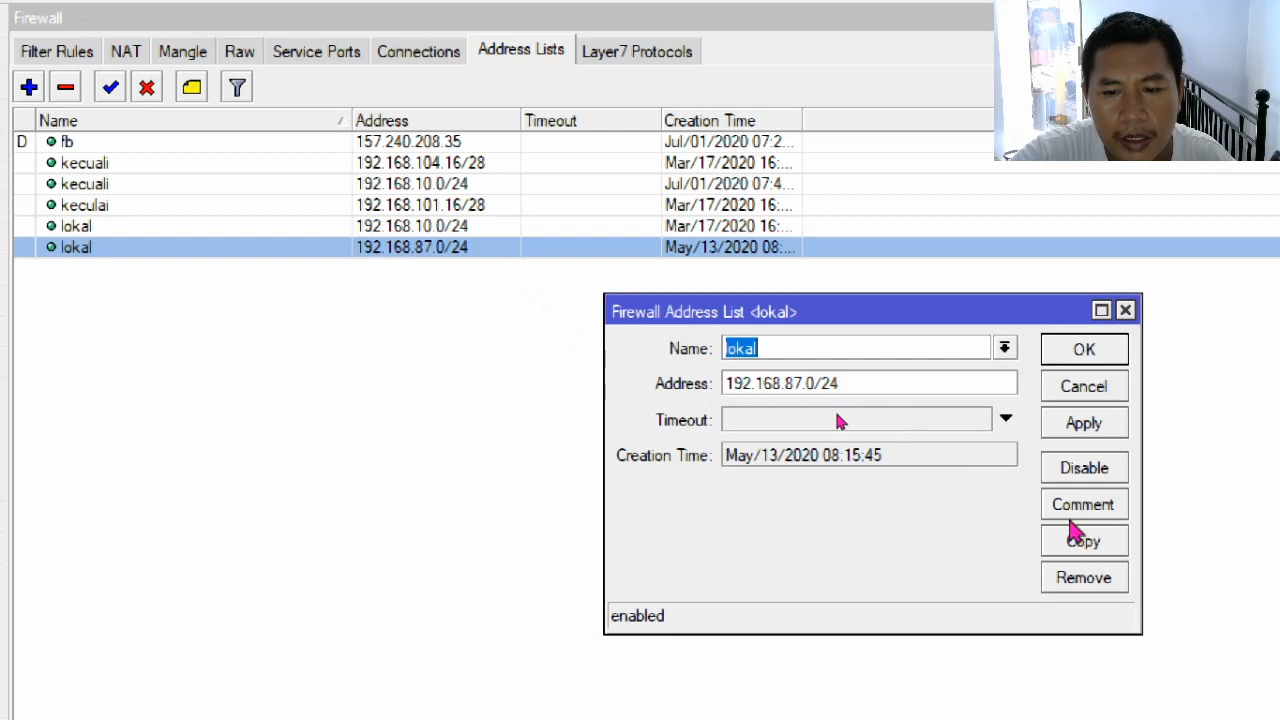 Firewall
Filter Rules NAT Mangle Raw Service Ports Connections Address Lists Layer7 Protocols
Name Address Timeout Creation Time
D fb 157.240.208.35 Jul/01/2020 07:2...
kecuali 192.168.104.16/28 Mar/17/2020 16:...
kecuali 192.168.10.0/24 Jul/01/2020 07:4...
keculai 192.168.101.16/28 Mar/17/2020 16:...
lokal 192.168.10.0/24 Mar/17/2020 16:...
lokal 192.168.87.0/24 May/13/2020 08:...
Firewall Address List <lokal>
Name: lokal OK
Address: 192.168.87.0/24 Cancel
Timeout: Apply
Creation Time: May/13/2020 08:15:45
Disable
Comment
Copy
Remove
enabled